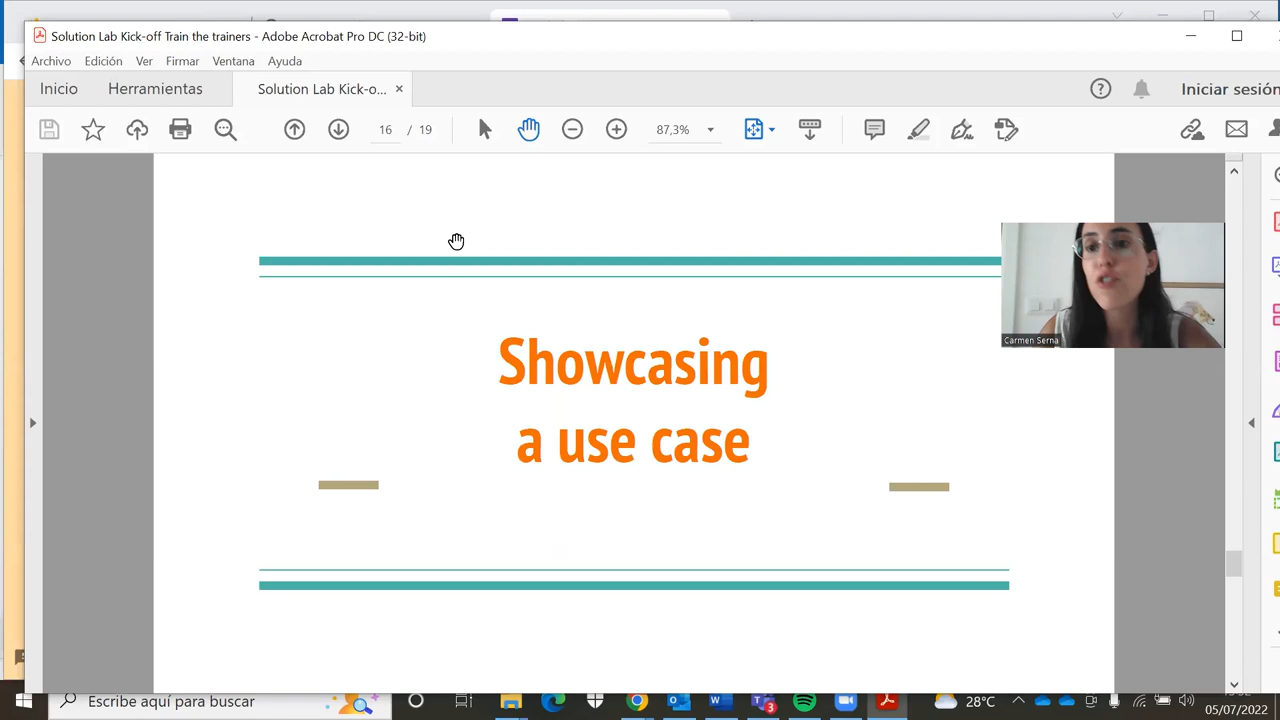 Solution Lab Kick-off Train the trainers - Adobe Acrobat Pro DC (32-bit)
Archivo Edición Ver Firmar Ventana Ayuda
Inicio Herramientas Solution Lab Kick-o... × Iniciar sesión
16 / 19 87,3%
Showcasing
a use case
Carmen Serna
Escribe aquí para buscar 28°C
05/07/2022